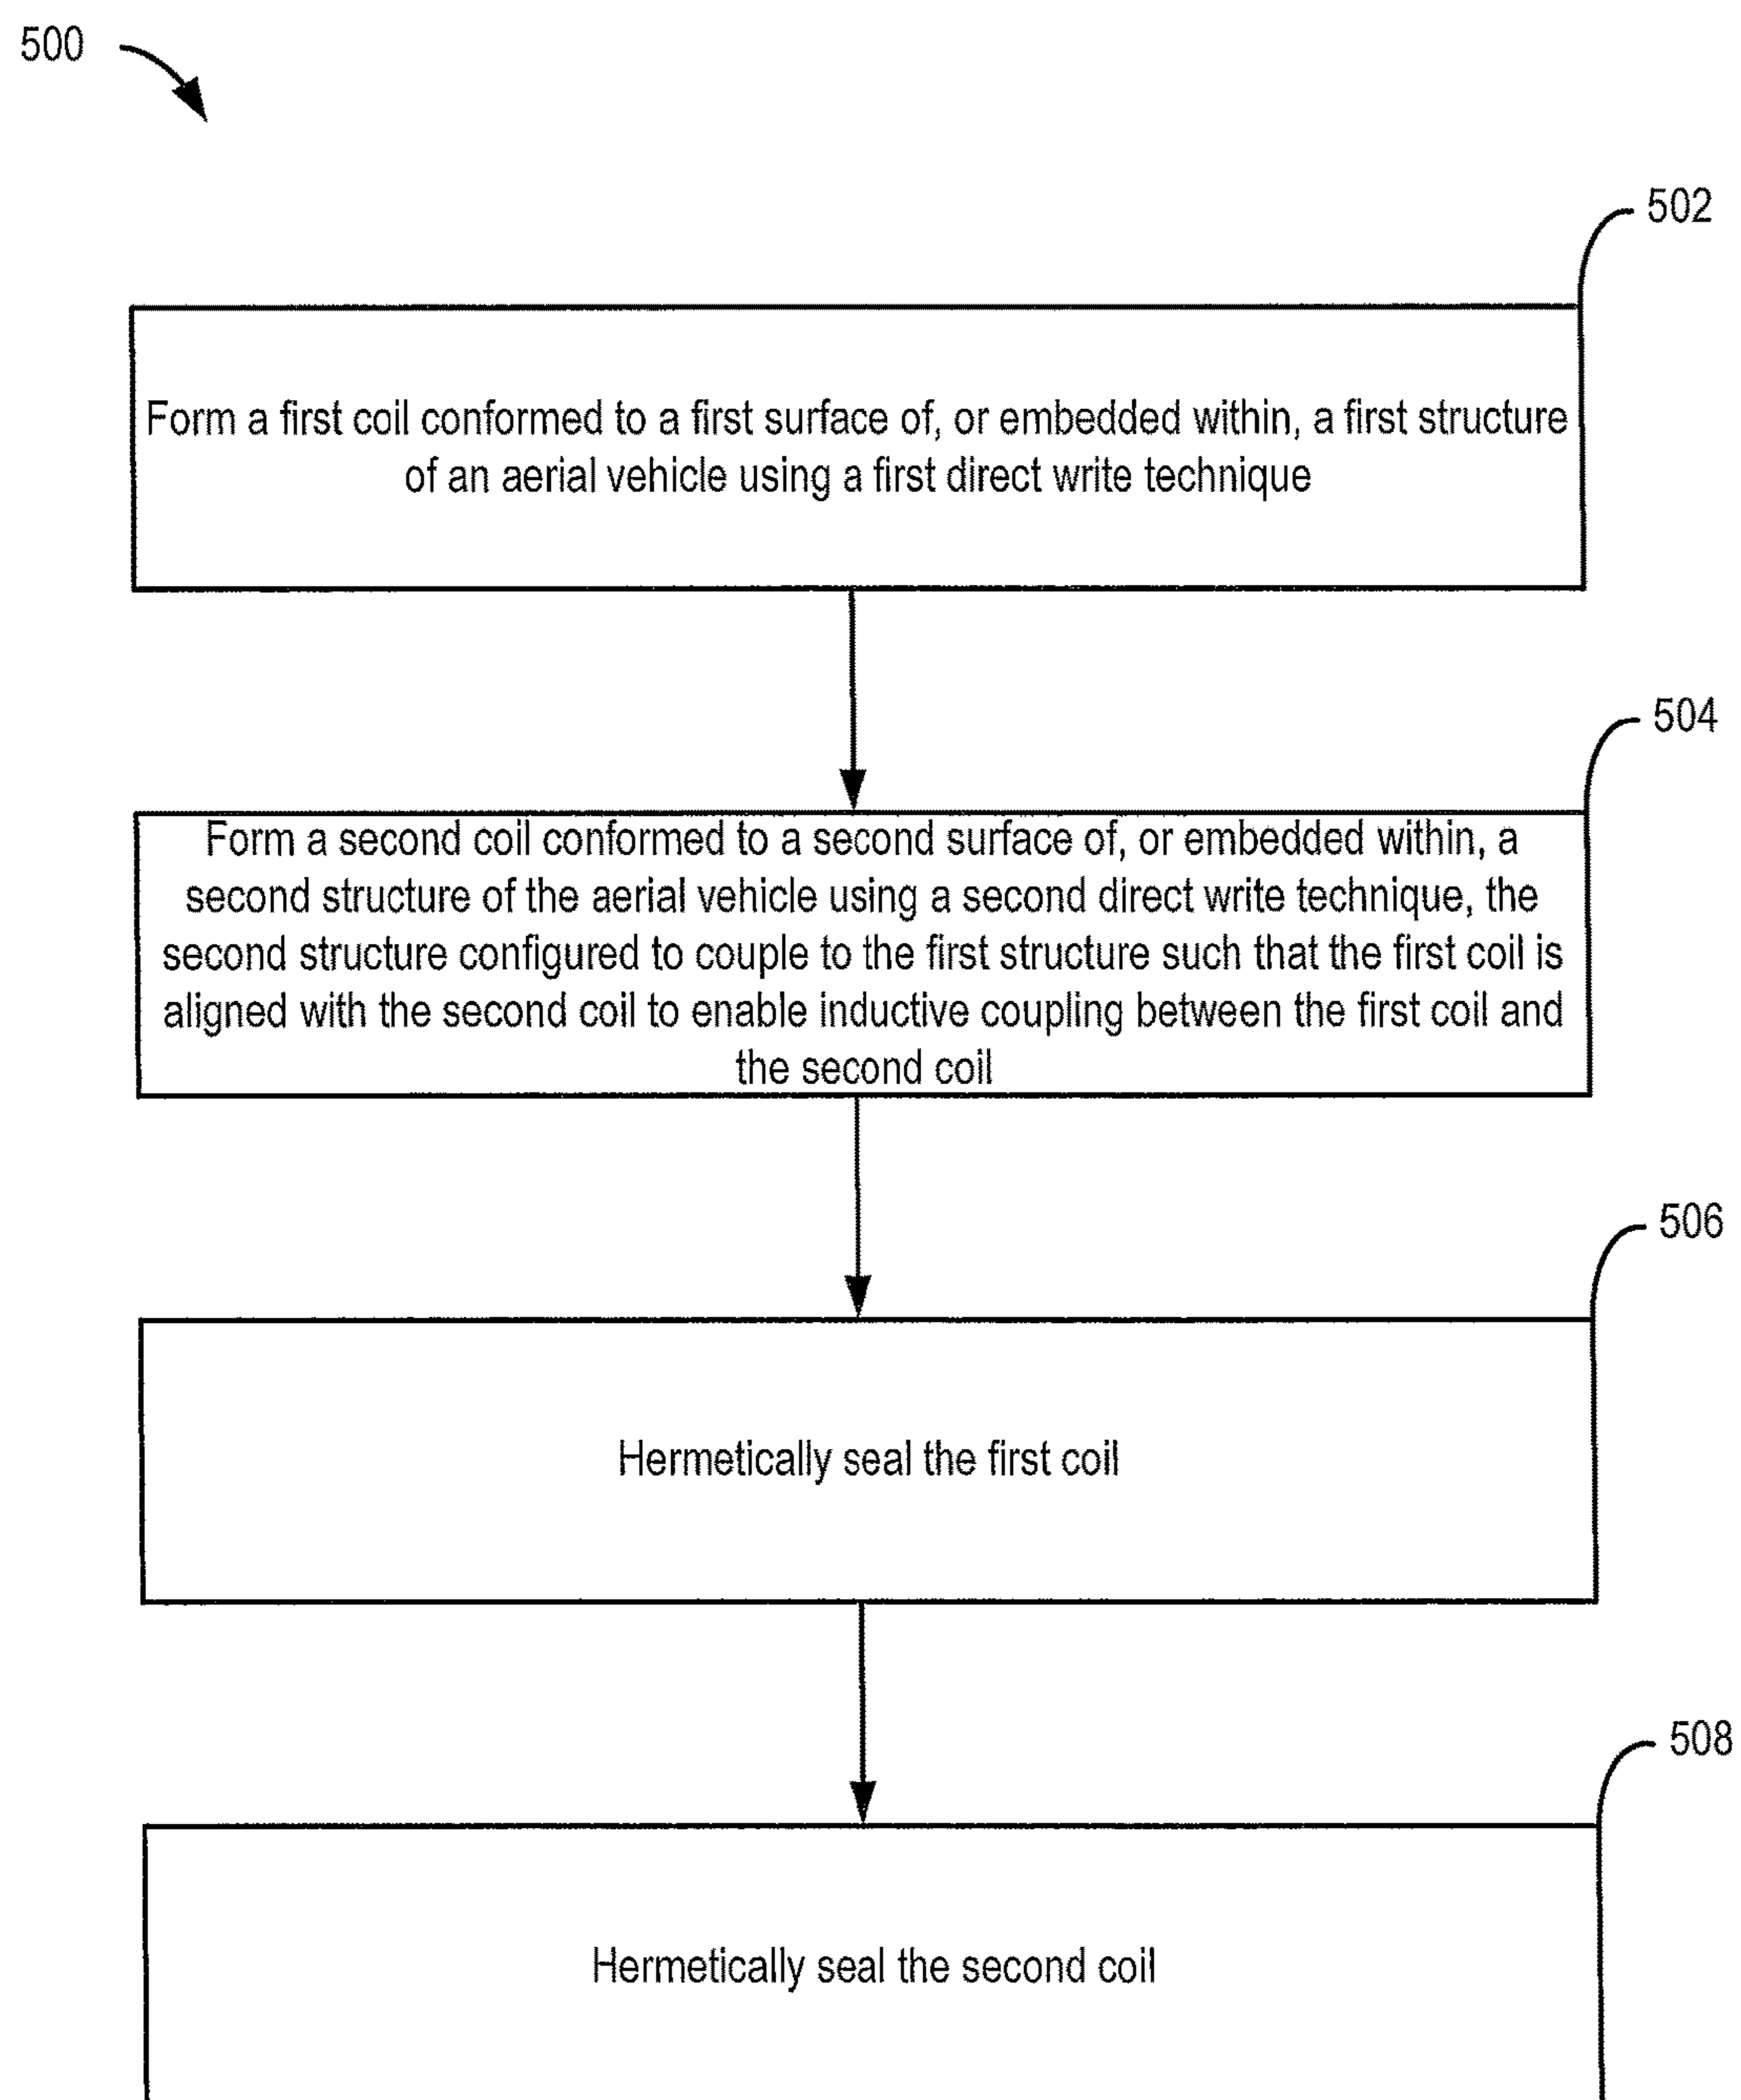 500
502
Form a first coil conformed to a first surface of, or embedded within, a first structure
of an aerial vehicle using a first direct write technique
504
Form a second coil conformed to a second surface of, or embedded within, a
second structure of the aerial vehicle using a second direct write technique, the
second structure configured to couple to the first structure such that the first coil is
aligned with the second coil to enable inductive coupling between the first coil and
the second coil
506
Hermetically seal the first coil
508
Hermetically seal the second coil